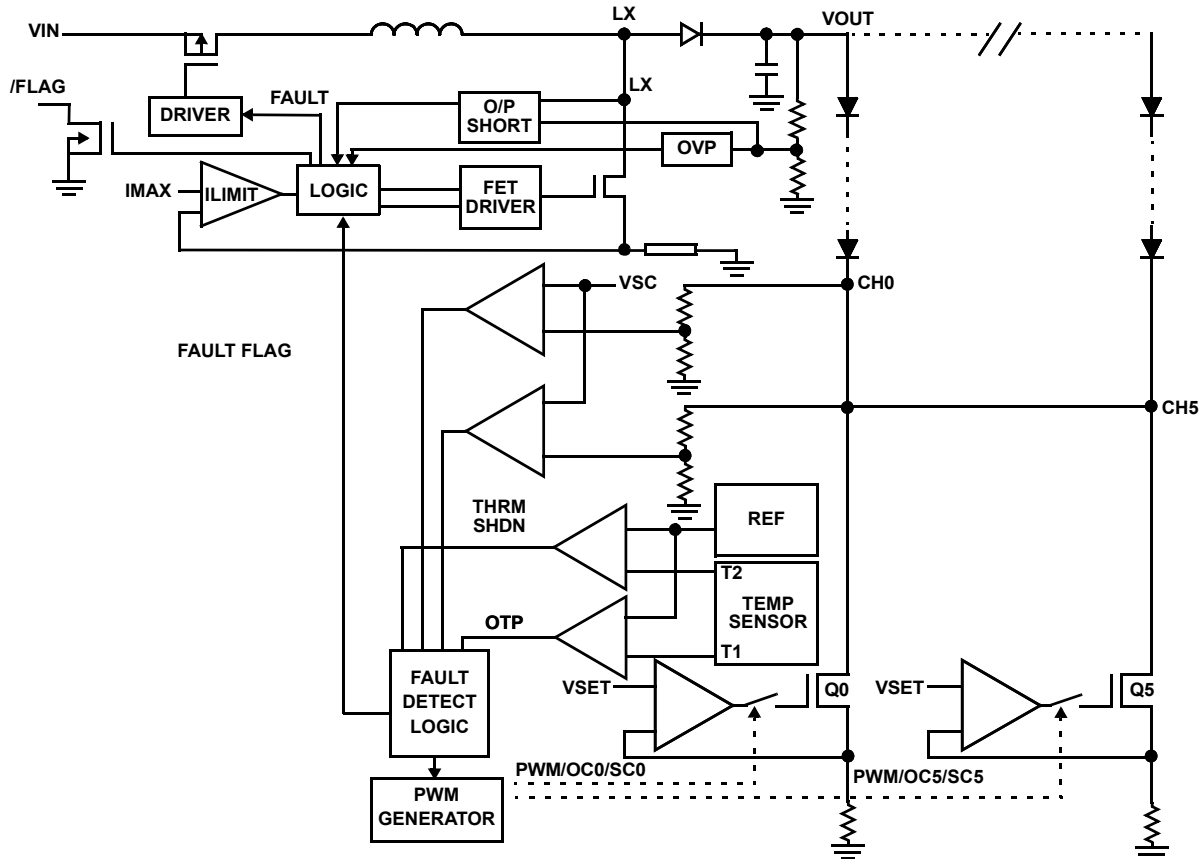 LX
VIN
VOUT
/FLAG
FAULT
LX
DRIVER
O/P
SHORT
OVP
IMAX
ILIMIT
LOGIC
FET
DRIVER
VSC
CH0
FAULT FLAG
CH5
THRM
SHDN
REF
T2
TEMP
SENSOR
OTP
T1
FAULT
DETECT
LOGIC
VSET
Q0
VSET
Q5
PWM/OC0/SC0
PWM/OC5/SC5
PWM
GENERATOR